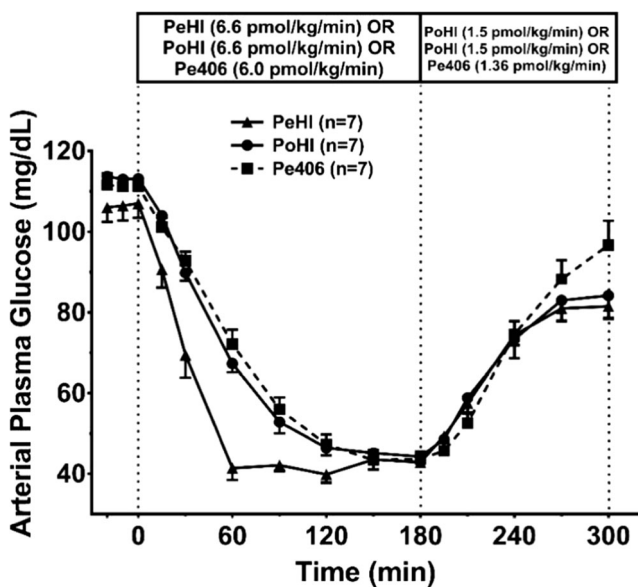 PeHI (6.6 pmol/kg/min) OR
PoHI (6.6 pmol/kg/min) OR
Pe406 (6.0 pmol/kg/min)
PoHI (1.5 pmol/kg/min) OR
PoHI (1.5 pmol/kg/min) OR
Pe406 (1.36 pmol/kg/min)
PeHI (n=7)
PoHI (n=7)
Pe406 (n=7)
Arterial Plasma Glucose (mg/dL)
120
100
80
60
40
0
60
120
180
240
300
Time (min)